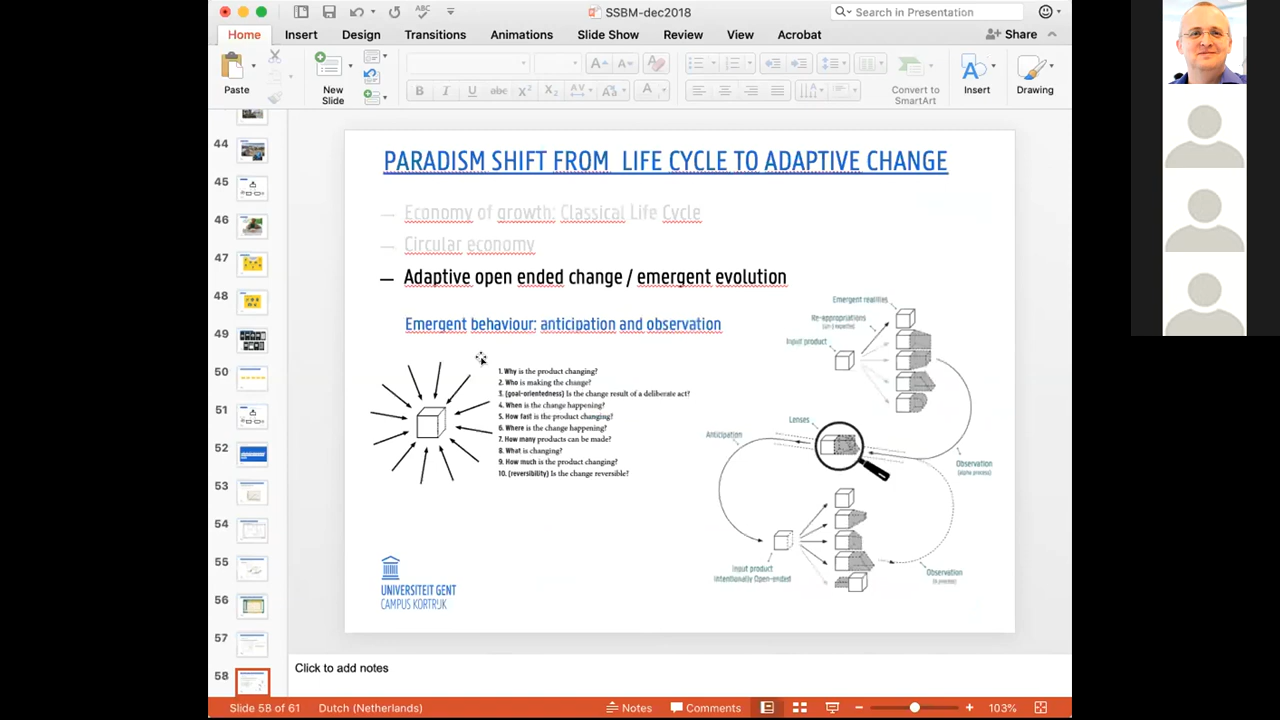 SSBM-dec2018
Search in Presentation
Home
Insert
Design
Transitions
Animations
Slide Show
Review
View
Acrobat
Share
Paste
New
Slide
Convert to
SmartArt
Insert
Drawing
B I U abc X² X₂ AV
44
45
46
47
48
49
50
51
52
53
54
55
56
57
58
PARADISM SHIFT FROM LIFE CYCLE TO ADAPTIVE CHANGE
— Economy of growth: Classical Life Cycle
— Circular economy
— Adaptive open ended change / emergent evolution
Emergent behaviour: anticipation and observation
1. Why is the product changing?
2. Who is making the change?
3. (goal-orientedness) Is the change result of a deliberate act?
4. When is the change happening?
5. How fast is the product changing?
6. Where is the change happening?
7. How many products can be made?
8. What is changing?
9. How much is the product changing?
10. (reversibility) Is the change reversible?
Emergent realities
Re-appropriations
Input product
Lenses
Anticipation
Observation
(alpha process)
Input product
Intentionally Open-ended
Observation
UNIVERSITEIT GENT
CAMPUS KORTRIJK
Click to add notes
Slide 58 of 61
Dutch (Netherlands)
Notes
Comments
103%